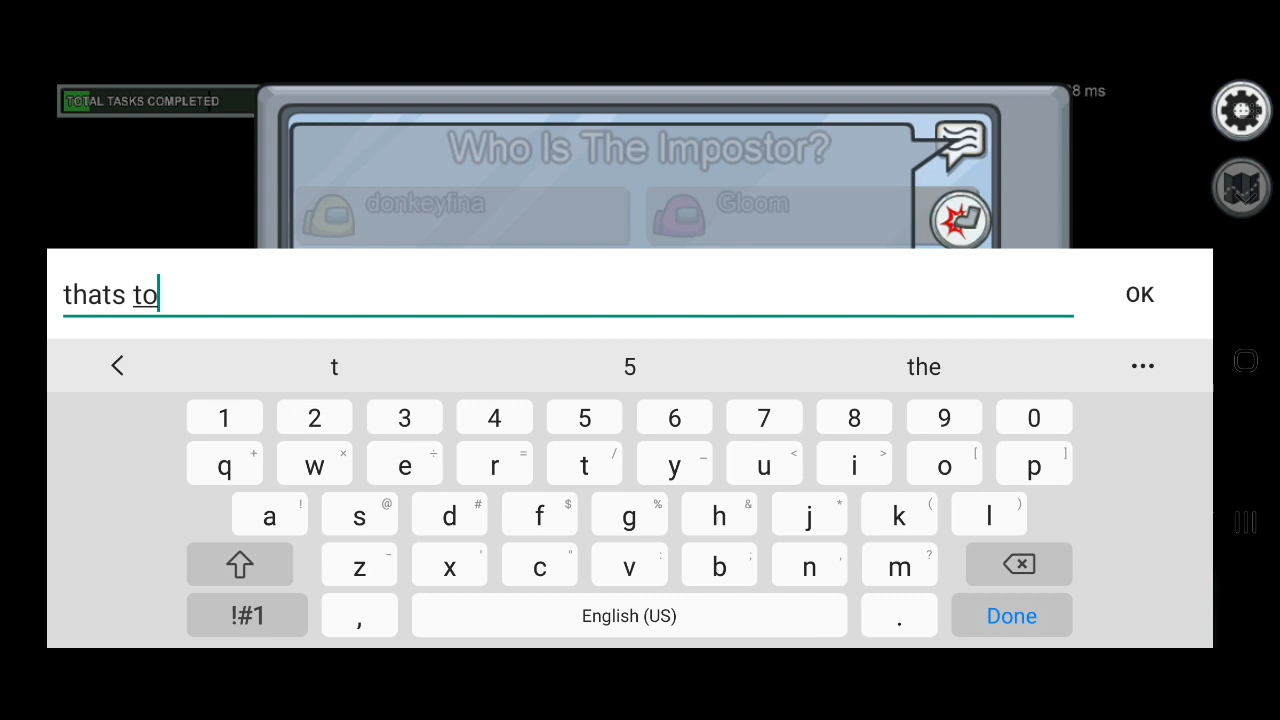 TOTAL TASKS COMPLETED
8 ms
Who Is The Impostor?
donkeyfina
Gloom
thats to
OK
t
5
the
1 2 3 4 5 6 7 8 9 0
q + w × e ÷ r = t / y _ u < i > o [ p ]
a ! s @ d # f $ g % h & j * k ( l )
z - x ' c " v : b ; n , m ?
!#1 , English (US) . Done